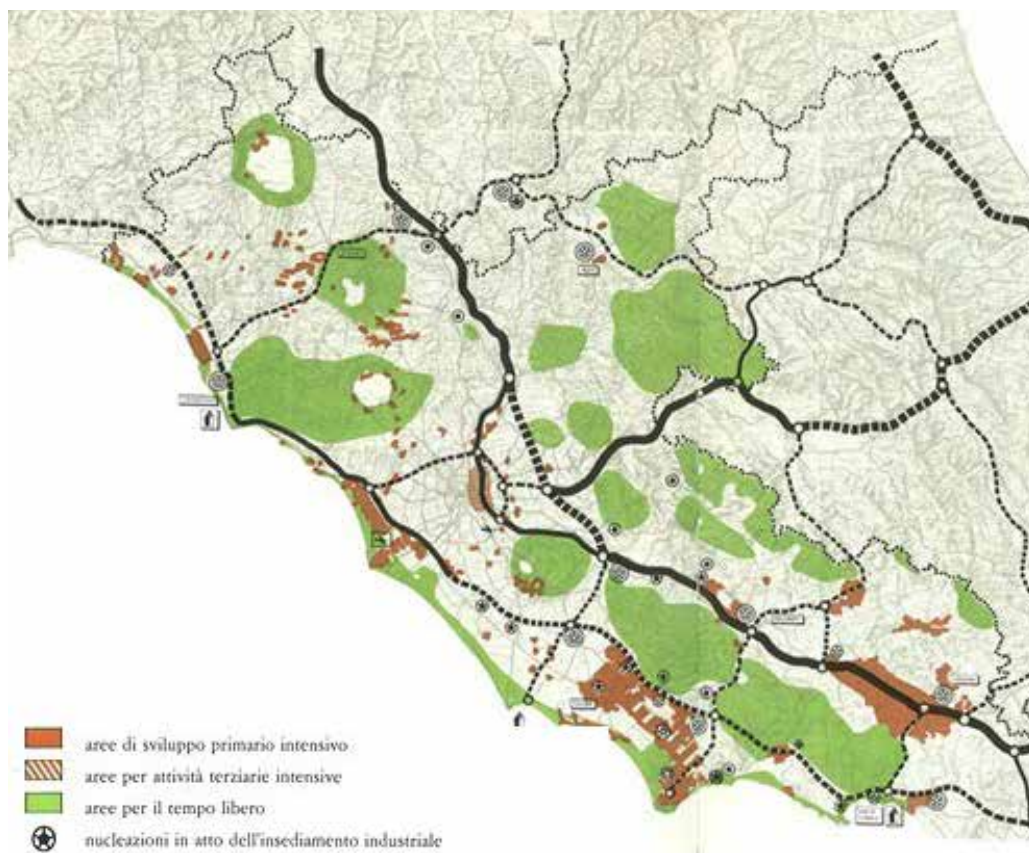 aree di sviluppo primario intensivo
aree per attività terziarie intensive
aree per il tempo libero
nucleazioni in atto dell'insediamento industriale